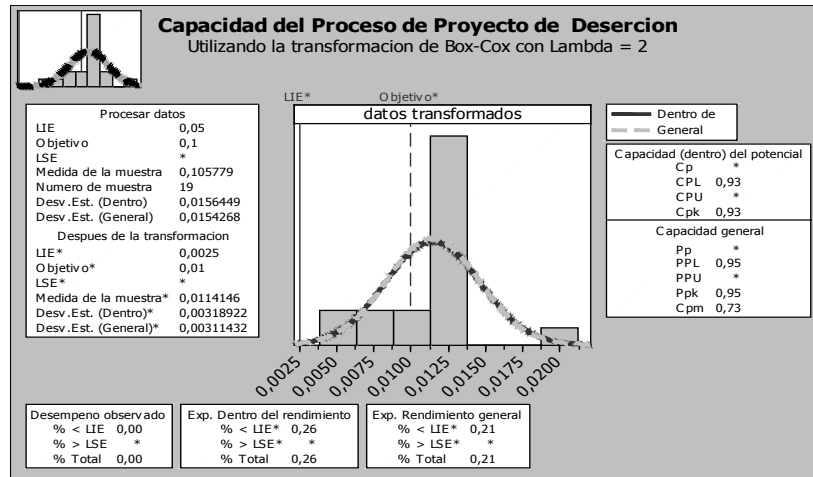 Capacidad del Proceso de Proyecto de Desercion
Utilizando la transformacion de Box-Cox con Lambda = 2
LIE* Objetivo*
datos transformados
Procesar datos
LIE 0,05
Objetivo 0,1
LSE *
Medida de la muestra 0,105779
Numero de muestra 19
Desv.Est. (Dentro) 0,0156449
Desv.Est. (General) 0,0154268
Despues de la transformacion
LIE* 0,0025
Objetivo* 0,01
LSE* *
Medida de la muestra* 0,0114146
Desv.Est. (Dentro)* 0,00318922
Desv.Est. (General)* 0,00311432
0,0025 0,0050 0,0075 0,0100 0,0125 0,0150 0,0175 0,0200
Dentro de
General
Capacidad (dentro) del potencial
Cp *
CPL 0,93
CPU *
Cpk 0,93
Capacidad general
Pp *
PPL 0,95
PPU *
Ppk 0,95
Cpm 0,73
Desempeno observado
% < LIE 0,00
% > LSE *
% Total 0,00
Exp. Dentro del rendimiento
% < LIE* 0,26
% > LSE* *
% Total 0,26
Exp. Rendimiento general
% < LIE* 0,21
% > LSE* *
% Total 0,21